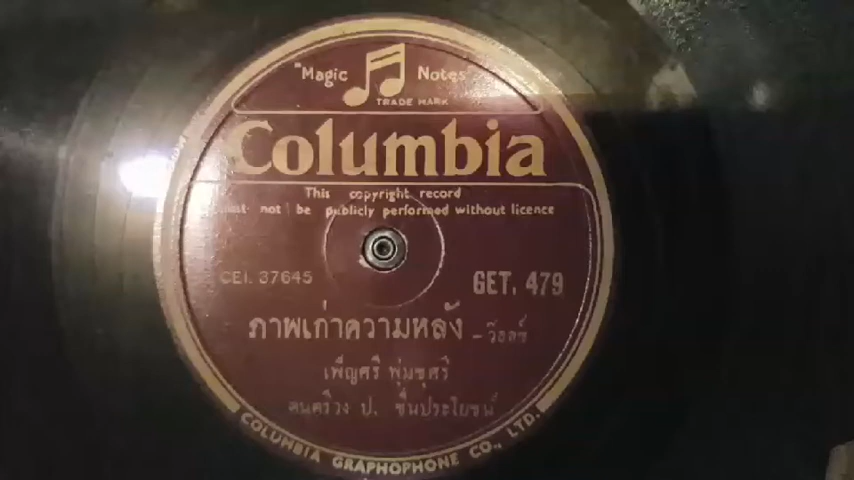 "Magic Notes"
TRADE MARK
Columbia
This copyright record
must not be publicly performed without licence
CEI. 37645
GET. 479
ภาพเก่าความหลัง - วอลซ์
เพ็ญศรี พุ่มชูศรี
ดนตรีวง ป. ชื่นประโยชน์
COLUMBIA GRAPHOPHONE CO., LTD.